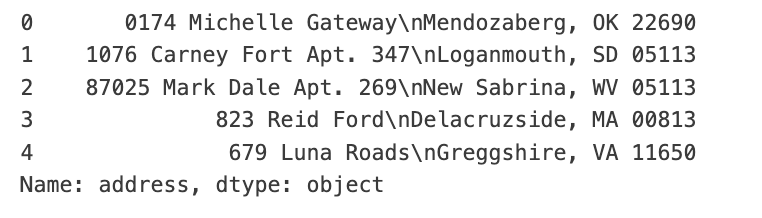 0       0174 Michelle Gateway\nMendozaberg, OK 22690
1    1076 Carney Fort Apt. 347\nLoganmouth, SD 05113
2    87025 Mark Dale Apt. 269\nNew Sabrina, WV 05113
3              823 Reid Ford\nDelacruzside, MA 00813
4               679 Luna Roads\nGreggshire, VA 11650
Name: address, dtype: object